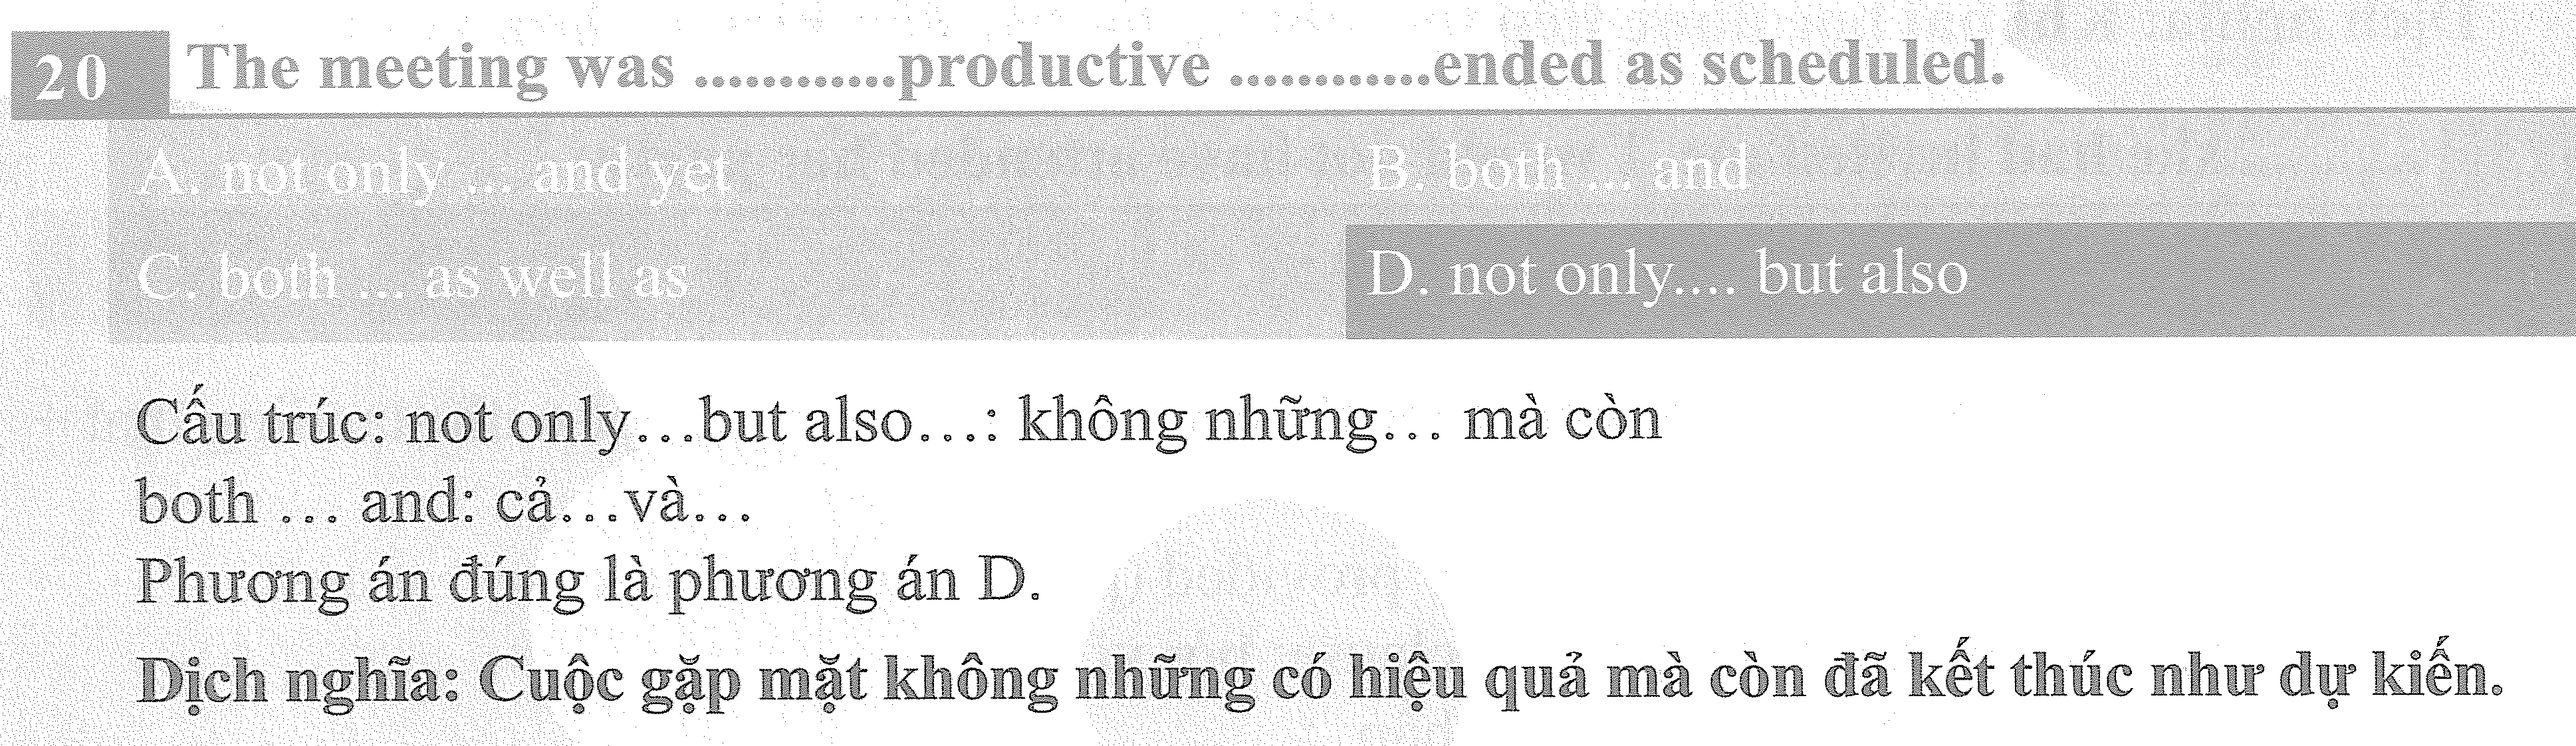 20 The meeting was ............productive ............ended as scheduled.
A. not only ... and yet B. both ... and
C. both ... as well as D. not only.... but also
Cấu trúc: not only…but also…: không những… mà còn
both … and: cả…và…
Phương án đúng là phương án D.
Dịch nghĩa: Cuộc gặp mặt không những có hiệu quả mà còn đã kết thúc như dự kiến.